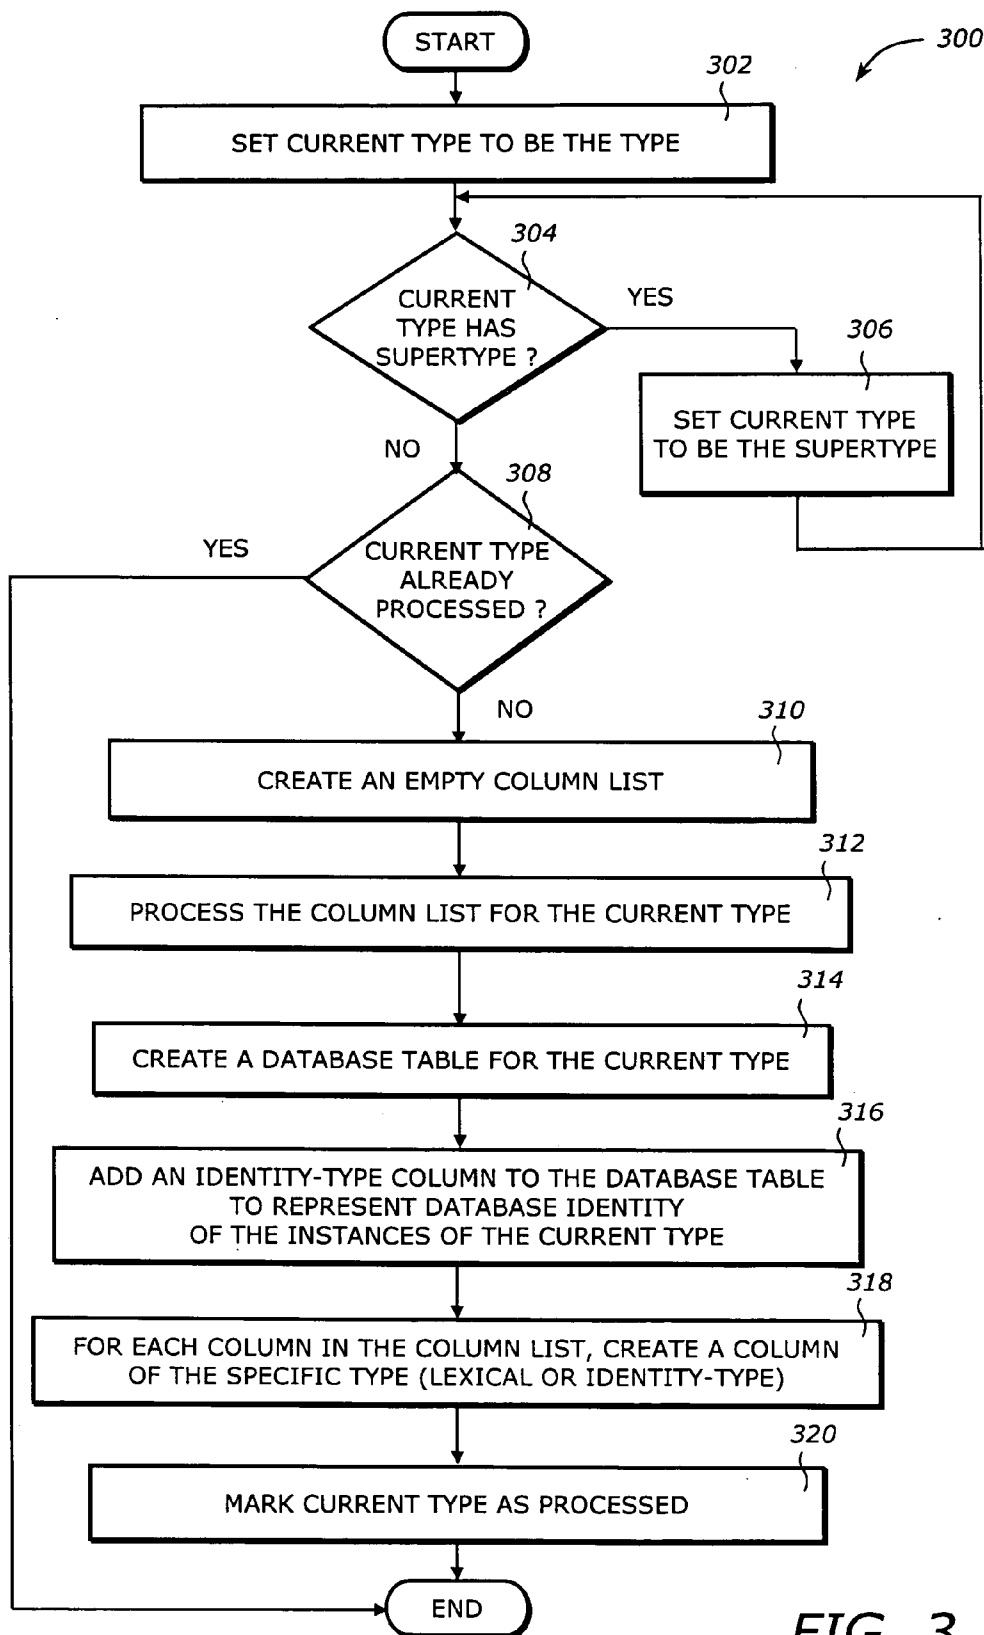 START
300
302
SET CURRENT TYPE TO BE THE TYPE
304
CURRENT
TYPE HAS
SUPERTYPE ?
YES
306
SET CURRENT TYPE
TO BE THE SUPERTYPE
NO
308
CURRENT TYPE
ALREADY
PROCESSED ?
YES
NO
310
CREATE AN EMPTY COLUMN LIST
312
PROCESS THE COLUMN LIST FOR THE CURRENT TYPE
314
CREATE A DATABASE TABLE FOR THE CURRENT TYPE
316
ADD AN IDENTITY-TYPE COLUMN TO THE DATABASE TABLE
TO REPRESENT DATABASE IDENTITY
OF THE INSTANCES OF THE CURRENT TYPE
318
FOR EACH COLUMN IN THE COLUMN LIST, CREATE A COLUMN
OF THE SPECIFIC TYPE (LEXICAL OR IDENTITY-TYPE)
320
MARK CURRENT TYPE AS PROCESSED
END
FIG. 3